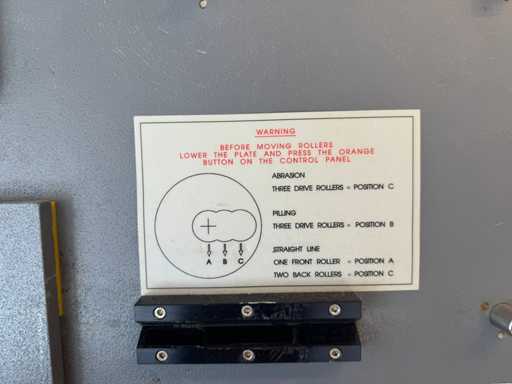 WARNING
BEFORE MOVING ROLLERS
LOWER THE PLATE AND PRESS THE ORANGE
BUTTON ON THE CONTROL PANEL
ABRASION
THREE DRIVE ROLLERS = POSITION C
PILLING
THREE DRIVE ROLLERS = POSITION B
STRAIGHT LINE
ONE FRONT ROLLER = POSITION A
TWO BACK ROLLERS = POSITION C
A B C